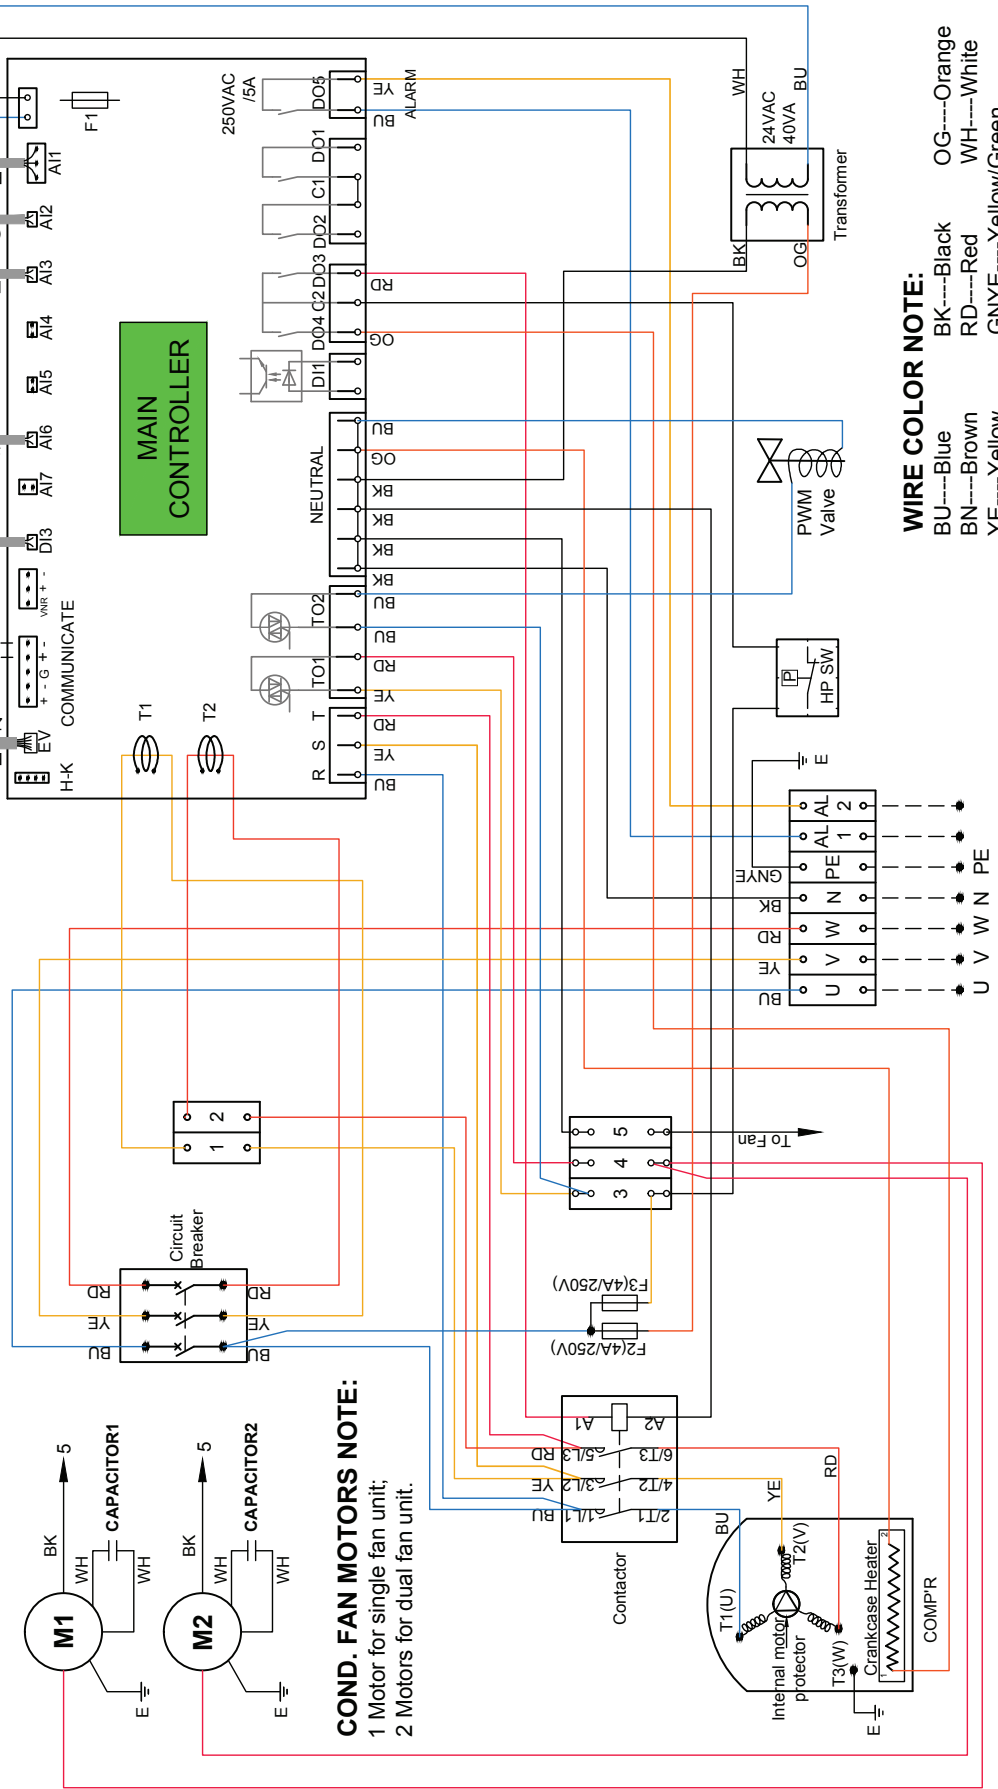 F1
250VAC
/5A
AI1
AI2
AI3
AI4
AI5
AI6
AI7
DI3
VNR + -
+ - G + -
COMMUNICATE
EV
H-K
MAIN
CONTROLLER
T1
T2
DO5
DO1
C1
DO2
DO3
C2
DO4
DI1
NEUTRAL
TO2
TO1
T
S
R
YE
ALARM
BU
RD
OG
BU
OG
BK
BK
BK
BK
BU
BU
RD
YE
RD
YE
BU
WH
BU
24VAC
40VA
Transformer
BK
OG
PWM
Valve
P
HP SW
E
WIRE COLOR NOTE:
BU---Blue BK----Black OG----Orange
BN----Brown RD----Red WH----White
AL 2
AL 1
PE
N
W
V
U
GNYE
BK
RD
YE
BU
U V W N PE
1 2
3 4 5
To Fan
Circuit
Breaker
RD
YE
BU
RD
YE
BU
F3(4A/250V)
F2(4A/250V)
Contactor
A1
A2
RD 5/L3
YE 3/L2
BU 1/L1
6/T3
4/T2
2/T1
BU
YE
RD
T1(U)
T2(V)
T3(W)
Internal motor
protector
Crankcase Heater
1
2
COMP'R
E
M1
BK
5
WH
WH
CAPACITOR1
E
M2
BK
5
WH
WH
CAPACITOR2
E
COND. FAN MOTORS NOTE:
1 Motor for single fan unit;
2 Motors for dual fan unit.